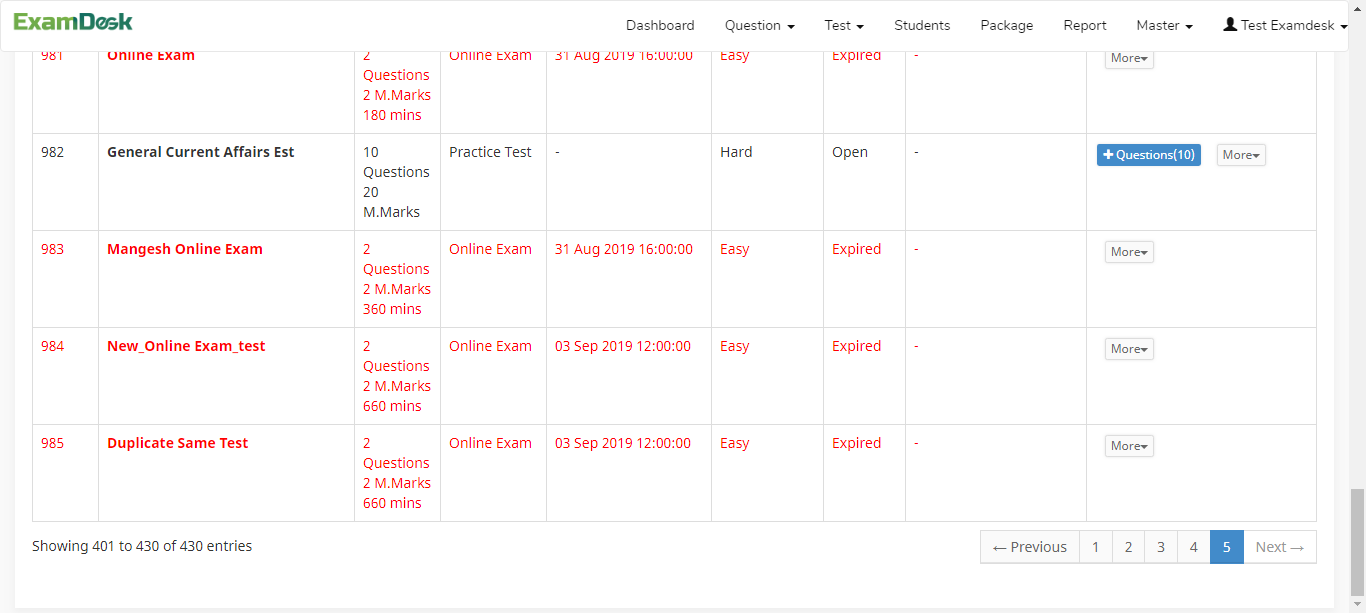 ExamDesk
Dashboard Question Test Students Package Report Master Test Examdesk
981 Online Exam 2 Online Exam 31 Aug 2019 16:00:00 Easy Expired - More
Questions
2 M.Marks
180 mins
982 General Current Affairs Est 10 Practice Test - Hard Open - +Questions(10) More
Questions
20
M.Marks
983 Mangesh Online Exam 2 Online Exam 31 Aug 2019 16:00:00 Easy Expired - More
Questions
2 M.Marks
360 mins
984 New_Online Exam_test 2 Online Exam 03 Sep 2019 12:00:00 Easy Expired - More
Questions
2 M.Marks
660 mins
985 Duplicate Same Test 2 Online Exam 03 Sep 2019 12:00:00 Easy Expired - More
Questions
2 M.Marks
660 mins
Showing 401 to 430 of 430 entries ← Previous 1 2 3 4 5 Next →